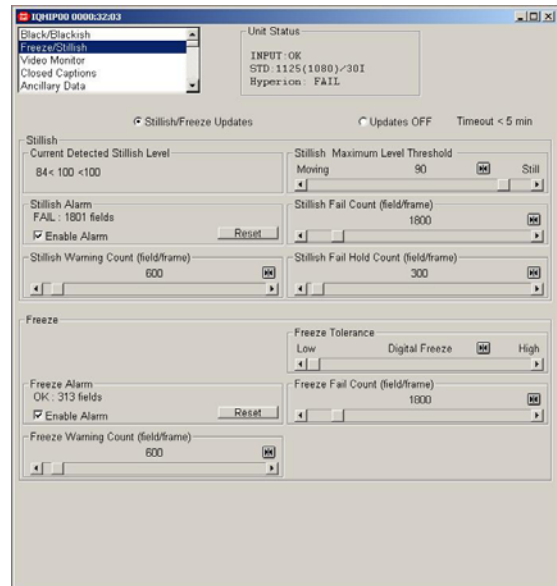 IQHIP00 0000:32:03
Black/Blackish
Freeze/Stillish
Video Monitor
Closed Captions
Ancillary Data
Unit Status
INPUT:OK
STD:1125(1080)/30I
Hyperion: FAIL
Stillish/Freeze Updates
Updates OFF
Timeout < 5 min
Stillish
Current Detected Stillish Level
84< 100 <100
Stillish Maximum Level Threshold
Moving 90 Still
Stillish Alarm
FAIL : 1801 fields
Enable Alarm
Reset
Stillish Fail Count (field/frame)
1800
Stillish Warning Count (field/frame)
600
Stillish Fail Hold Count (field/frame)
300
Freeze
Freeze Tolerance
Low Digital Freeze High
Freeze Alarm
OK : 313 fields
Enable Alarm
Reset
Freeze Fail Count (field/frame)
1800
Freeze Warning Count (field/frame)
600